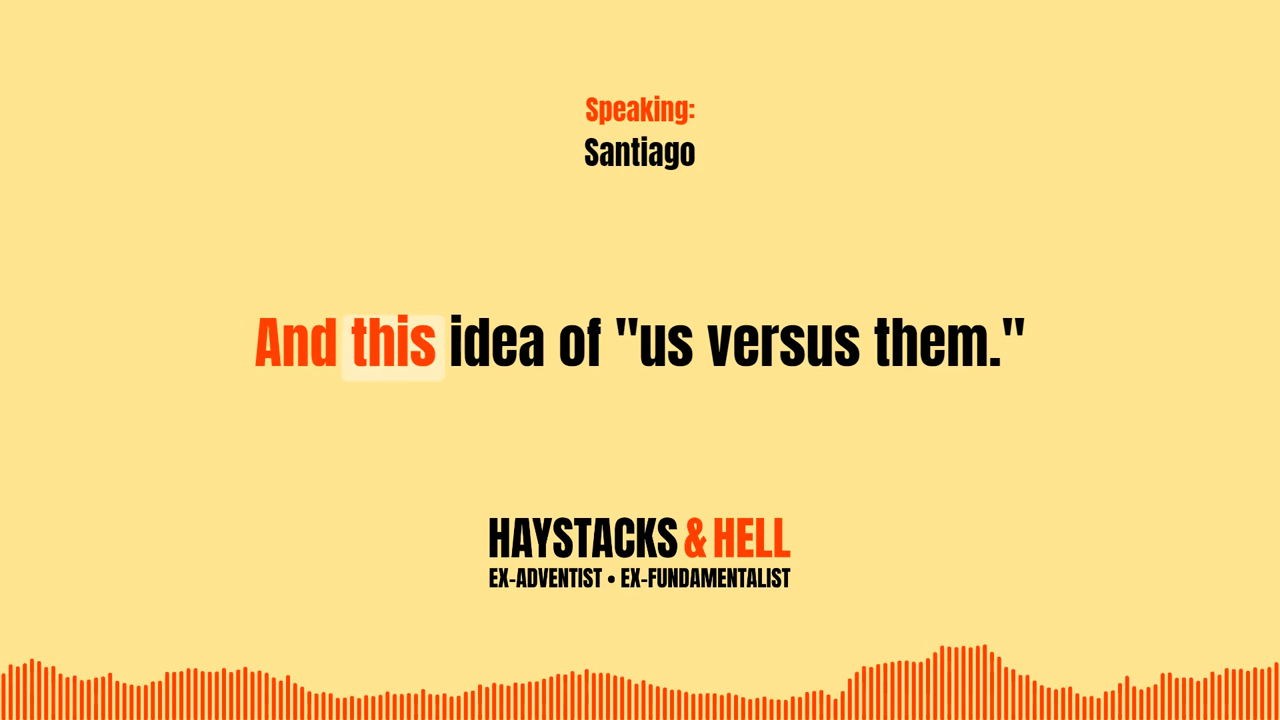 Speaking:
Santiago
And this idea of "us versus them."
HAYSTACKS & HELL
EX-ADVENTIST • EX-FUNDAMENTALIST